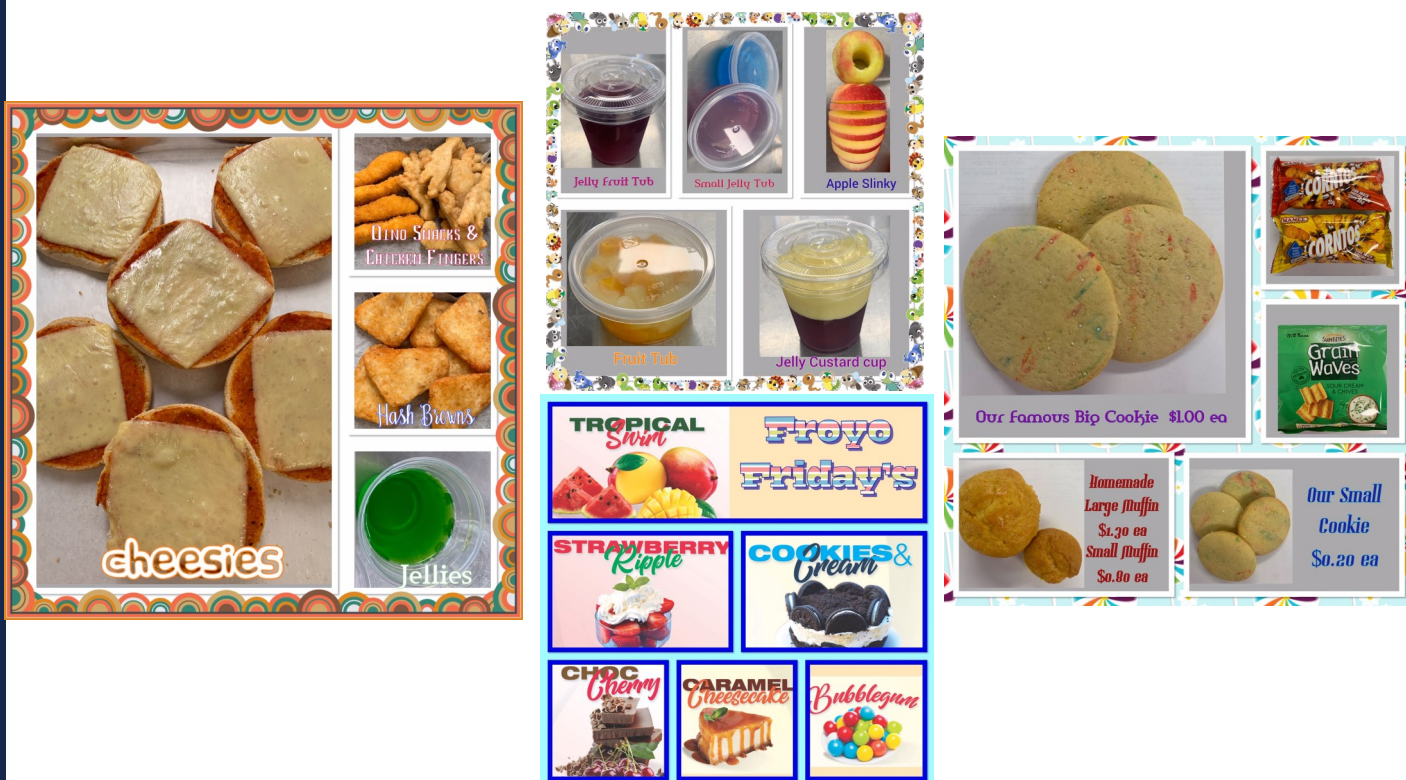 cheesies
Dino Snacks &
Chicken Fingers
Hash Browns
Jellies
Jelly Fruit Tub
Small Jelly Tub
Apple Slinky
Fruit Tub
Jelly Custard cup
TROPICAL
Swirl
Froyo
Friday's
STRAWBERRY
Ripple
COOKIES&
Cream
CHOC
Cherry
CARAMEL
Cheesecake
Bubblegum
Our Famous Big Cookie $1.00 ea
CORNTOS
CORNTOS
SUNBITES
Grain
Waves
SOUR CREAM
& CHIVES
Homemade
Large Muffin
$1.30 ea
Small Muffin
$0.80 ea
Our Small
Cookie
$0.20 ea